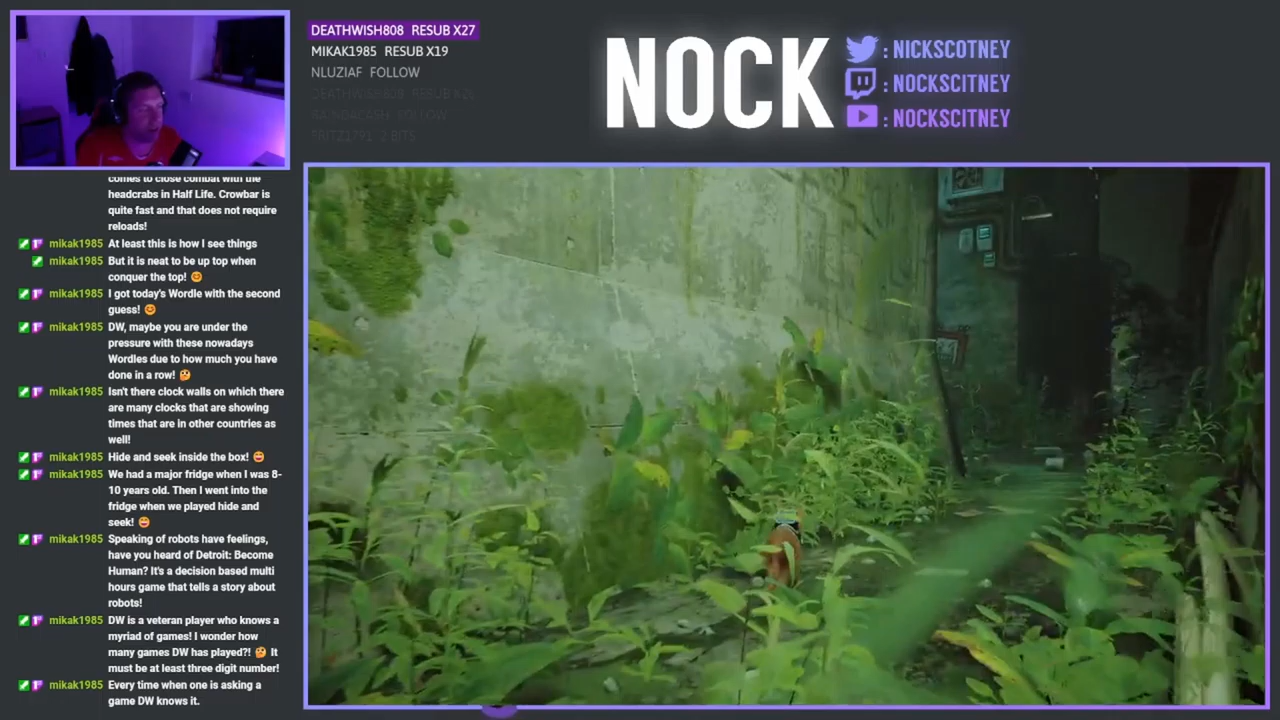 DEATHWISH808 RESUB X27
MIKAK1985 RESUB X19
NLUZIAF FOLLOW
DEATHWISH808 RESUB X26
RAINDACASH FOLLOW
FRITZ1791 2 BITS
NOCK
: NICKSCOTNEY
: NOCKSCITNEY
: NOCKSCITNEY
comes to close combat with the
headcrabs in Half Life. Crowbar is
quite fast and that does not require
reloads!
mikak1985 At least this is how I see things
But it is neat to be up top when
conquer the top! 😊
mikak1985 I got today's Wordle with the second
guess! 😊
mikak1985 DW, maybe you are under the
pressure with these nowadays
Wordles due to how much you have
done in a row! 🤔
mikak1985 Isn't there clock walls on which there
are many clocks that are showing
times that are in other countries as
well!
mikak1985 Hide and seek inside the box! 😄
mikak1985 We had a major fridge when I was 8-
10 years old. Then I went into the
fridge when we played hide and
seek! 😄
mikak1985 Speaking of robots have feelings,
have you heard of Detroit: Become
Human? It's a decision based multi
hours game that tells a story about
robots!
mikak1985 DW is a veteran player who knows a
myriad of games! I wonder how
many games DW has played?! 🤔 It
must be at least three digit number!
mikak1985 Every time when one is asking a
game DW knows it.